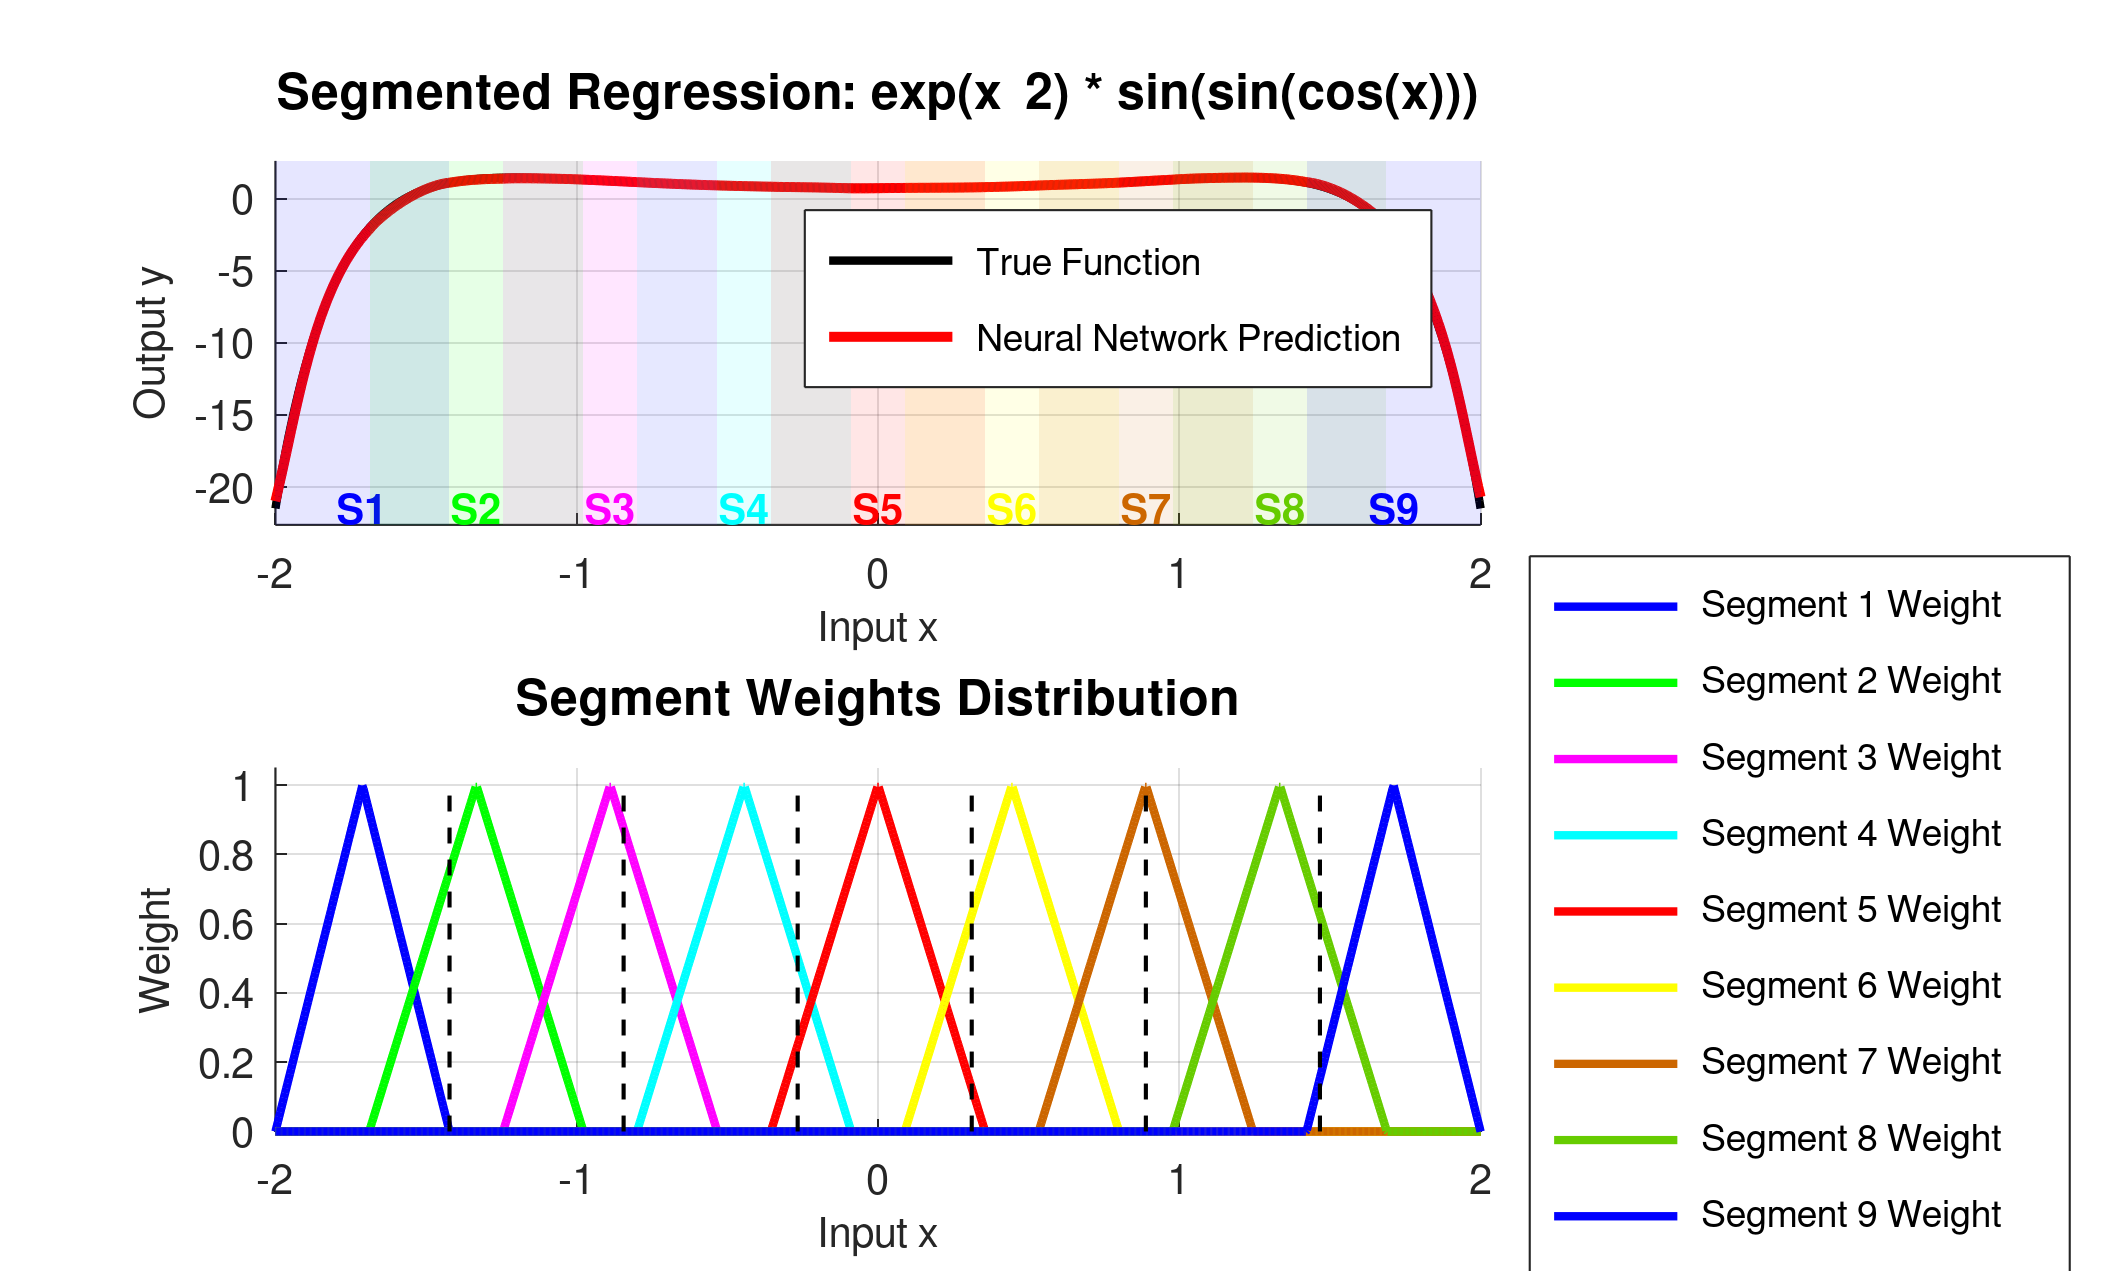 Segmented Regression: exp(x 2) * sin(sin(cos(x)))
0
-5
-10
-15
-20
Output y
True Function
Neural Network Prediction
S1 S2 S3 S4 S5 S6 S7 S8 S9
-2 -1 0 1 2
Input x
Segment Weights Distribution
1
0.8
0.6
0.4
0.2
0
Weight
-2 -1 0 1 2
Input x
Segment 1 Weight
Segment 2 Weight
Segment 3 Weight
Segment 4 Weight
Segment 5 Weight
Segment 6 Weight
Segment 7 Weight
Segment 8 Weight
Segment 9 Weight